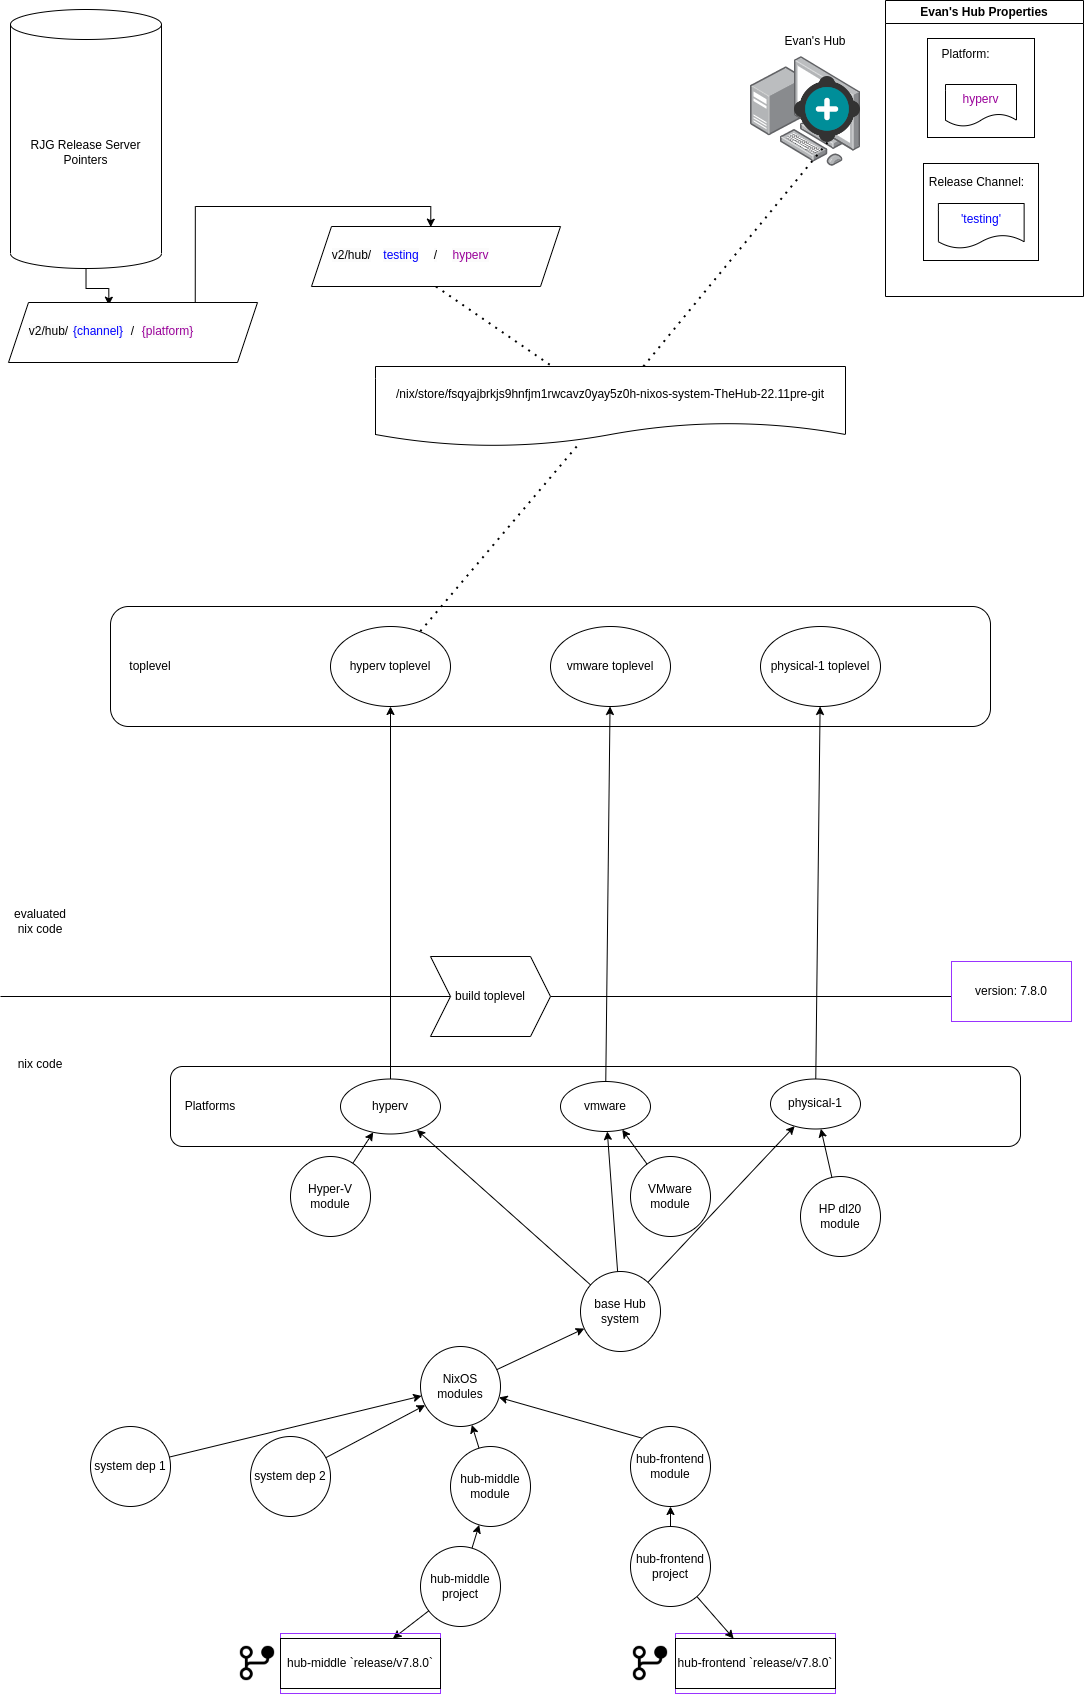 Evan's Hub Properties
Evan's Hub
Platform:
hyperv
RJG Release Server
Pointers
Release Channel:
'testing'
v2/hub/ testing / hyperv
v2/hub/ {channel} / {platform}
/nix/store/fsqyajbrkjs9hnfjm1rwcavz0yay5z0h-nixos-system-TheHub-22.11pre-git
toplevel
hyperv toplevel
vmware toplevel
physical-1 toplevel
evaluated
nix code
build toplevel
version: 7.8.0
nix code
Platforms
hyperv
vmware
physical-1
Hyper-V
module
VMware
module
HP dl20
module
base Hub
system
NixOS
modules
system dep 1
system dep 2
hub-middle
module
hub-frontend
module
hub-middle
project
hub-frontend
project
hub-middle `release/v7.8.0`
hub-frontend `release/v7.8.0`